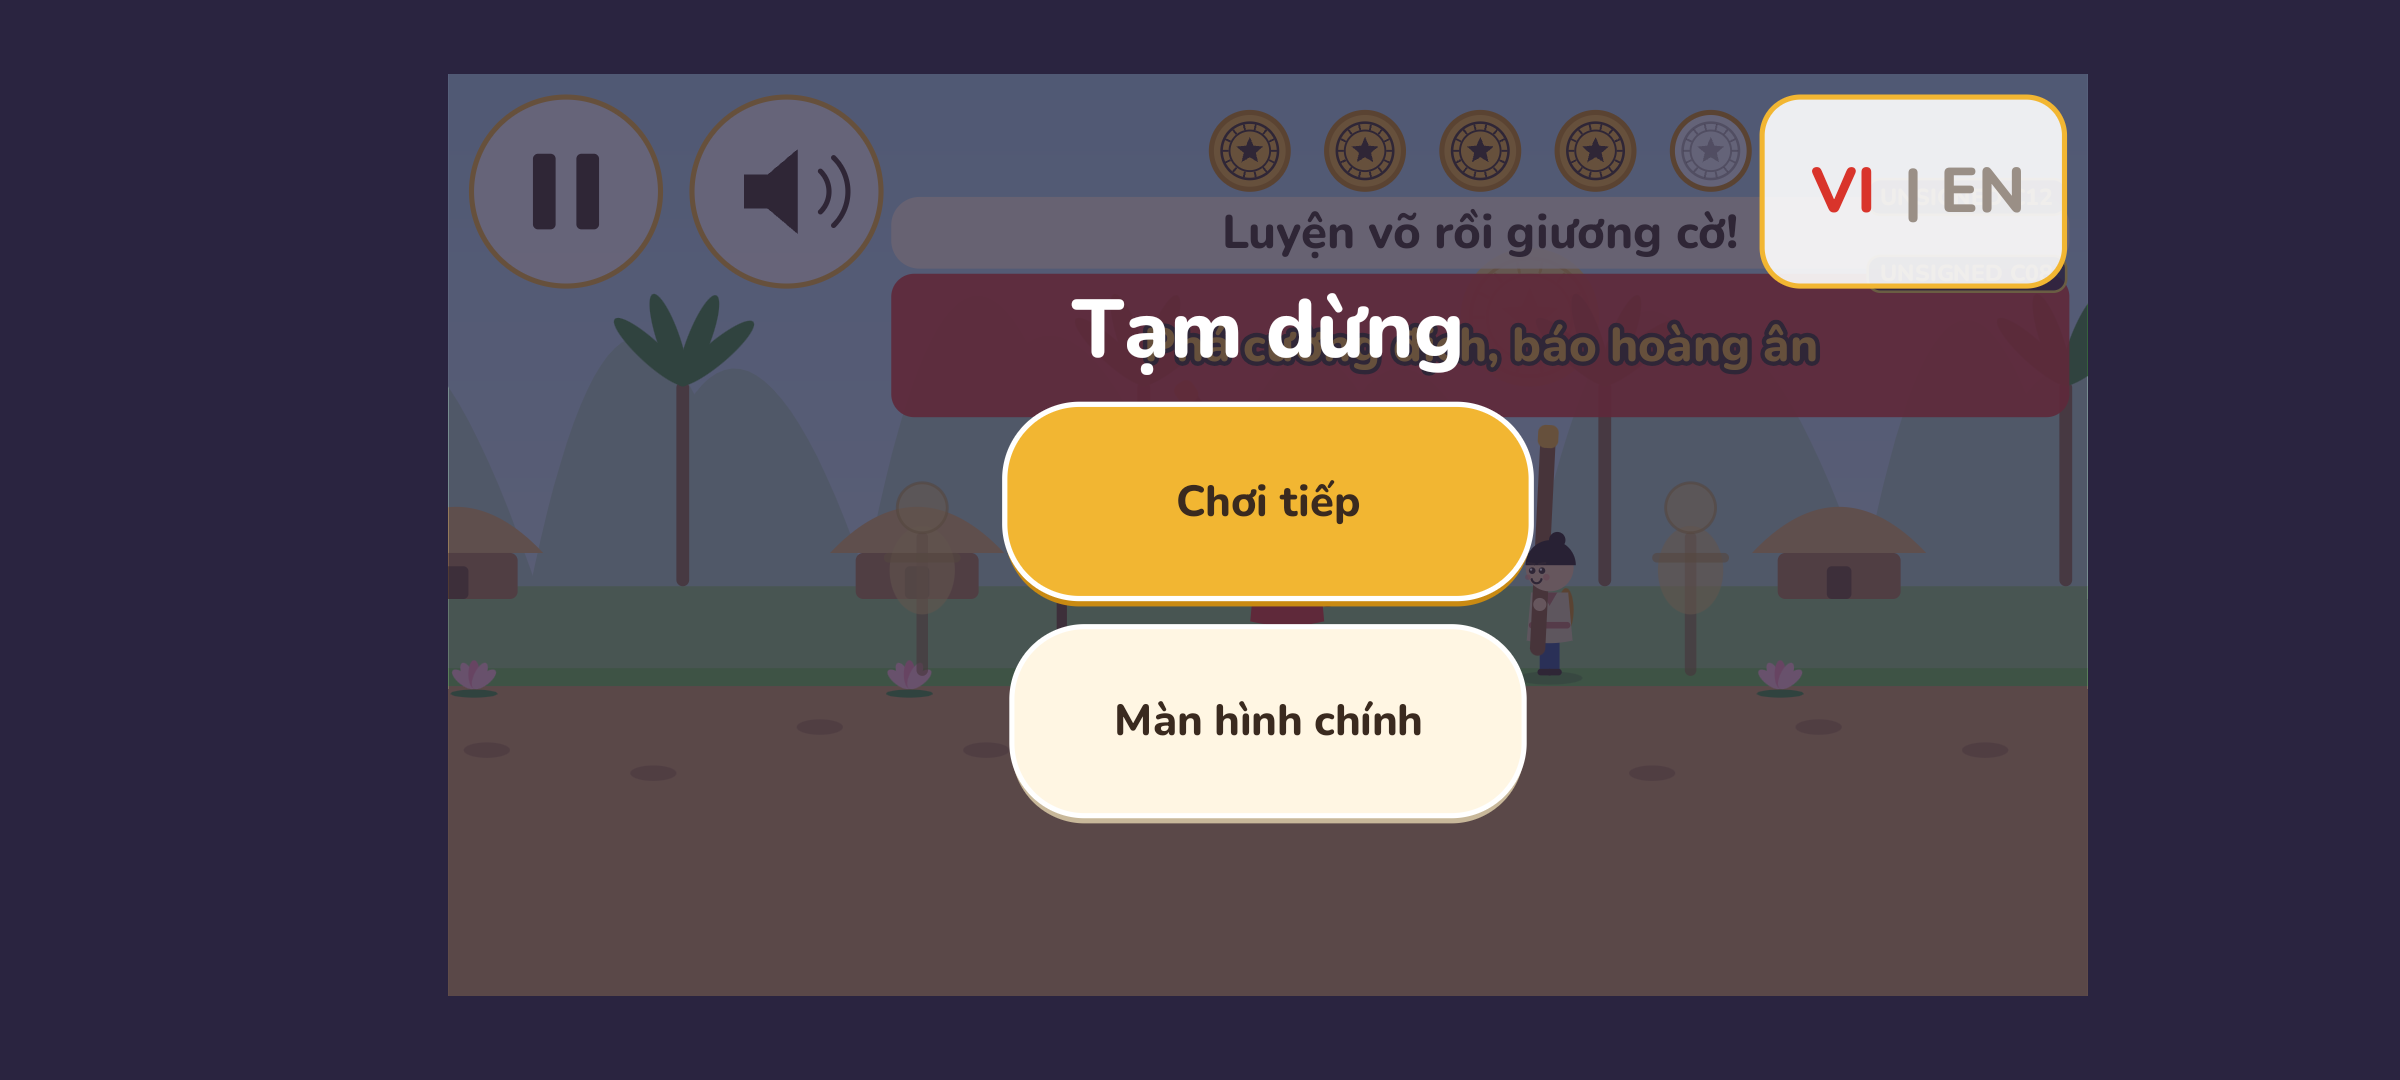 VI | EN
Luyện võ rồi giương cờ!
Tạm dừng
báo hoàng ân
Chơi tiếp
Màn hình chính